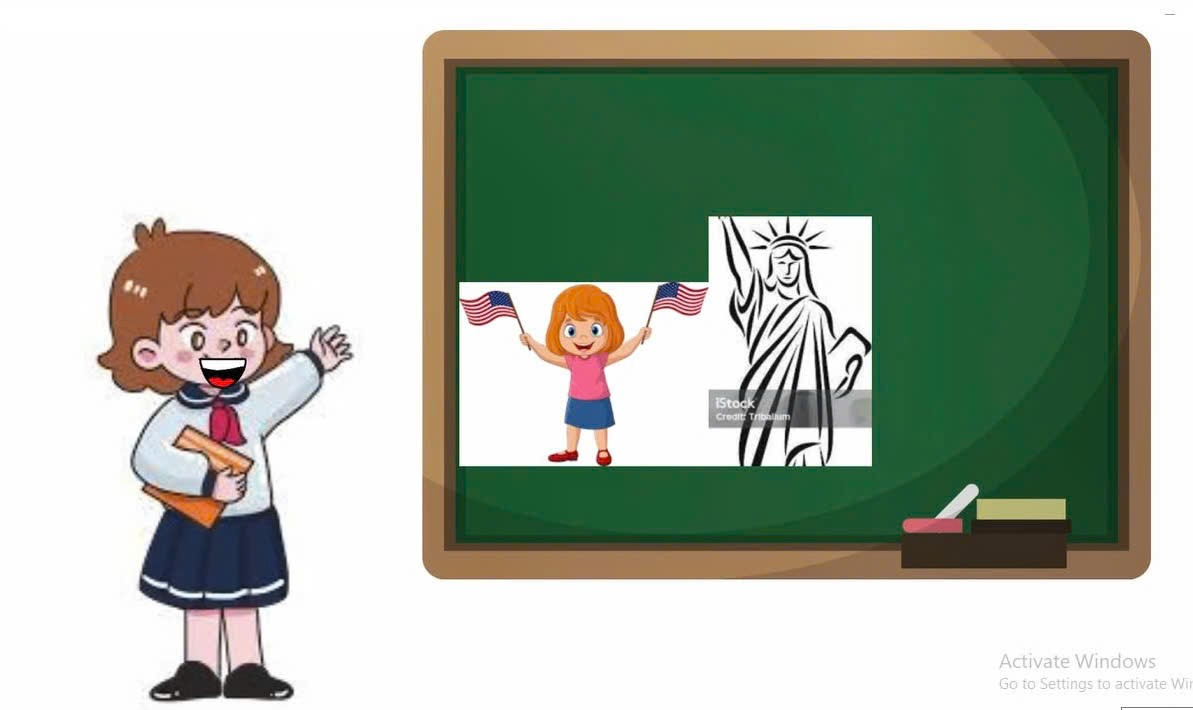 iStock
Credit: Tribalium
Activate Windows
Go to Settings to activate Wi